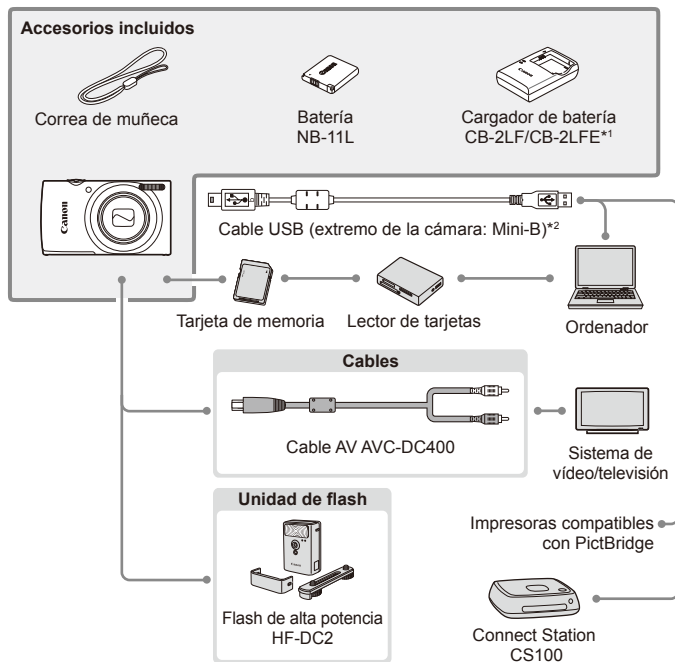 Accesorios incluidos
Correa de muñeca
Batería
NB-11L
Cargador de batería
CB-2LF/CB-2LFE*1
Canon
Cable USB (extremo de la cámara: Mini-B)*2
Tarjeta de memoria
Lector de tarjetas
Ordenador
Cables
Cable AV AVC-DC400
Sistema de
vídeo/televisión
Unidad de flash
Flash de alta potencia
HF-DC2
Impresoras compatibles
con PictBridge
Connect Station
CS100